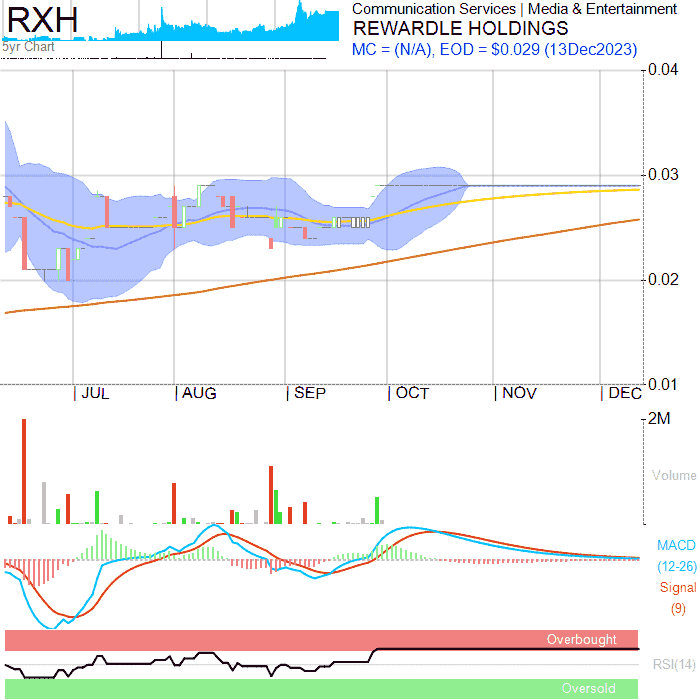 RXH
5yr Chart
Communication Services | Media & Entertainment
REWARDLE HOLDINGS
MC = (N/A), EOD = $0.029 (13Dec2023)
0.04
0.03
0.02
0.01
JUL AUG SEP OCT NOV DEC
2M
Volume
MACD
(12-26)
Signal
(9)
Overbought
RSI(14)
Oversold